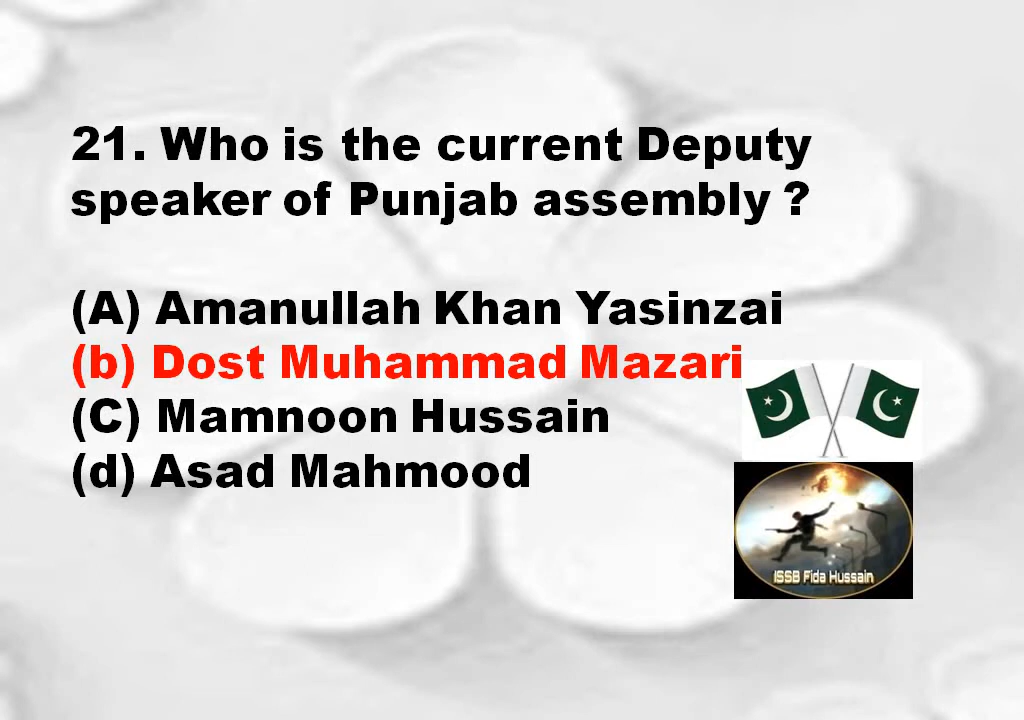 21. Who is the current Deputy
speaker of Punjab assembly ?
(A) Amanullah Khan Yasinzai
(b) Dost Muhammad Mazari
(C) Mamnoon Hussain
(d) Asad Mahmood
ISSB Fida Hussain